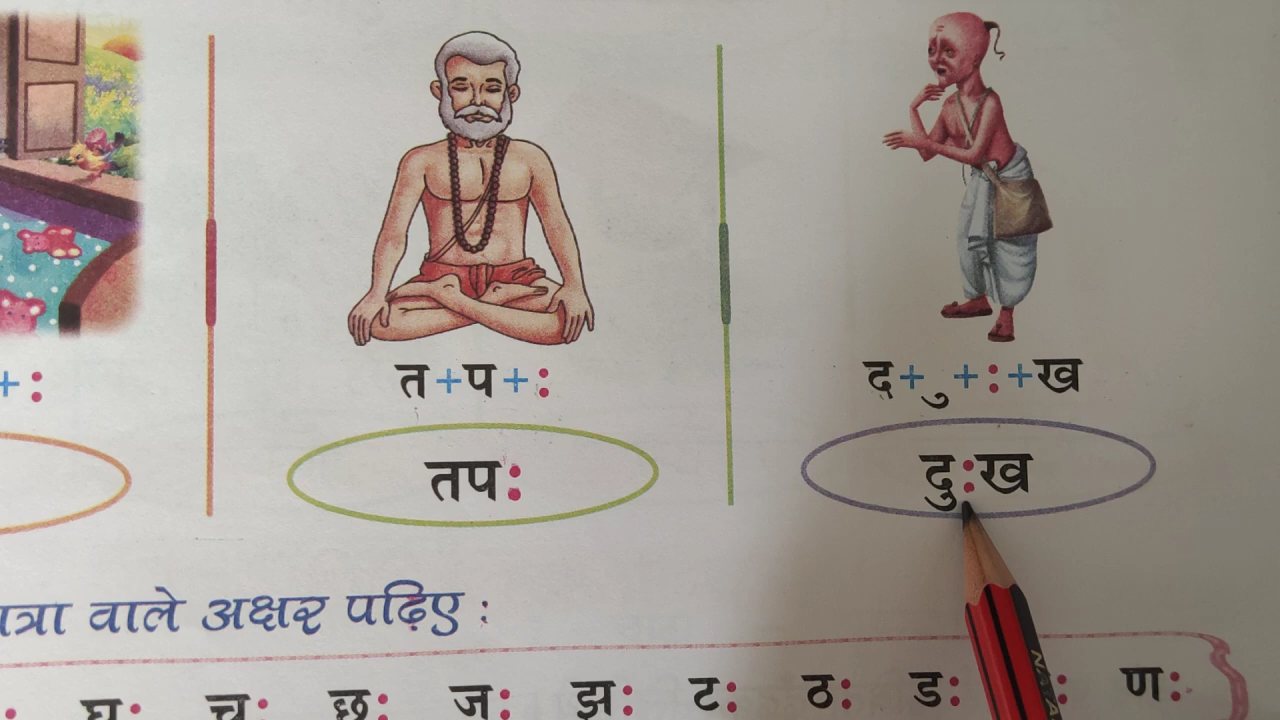 + :
त+प+:
द+ ु+ :+ख
तपः
दुःख
वाले अक्षर पढ़िए :
घः चः छः जः झः टः ठः डः णः